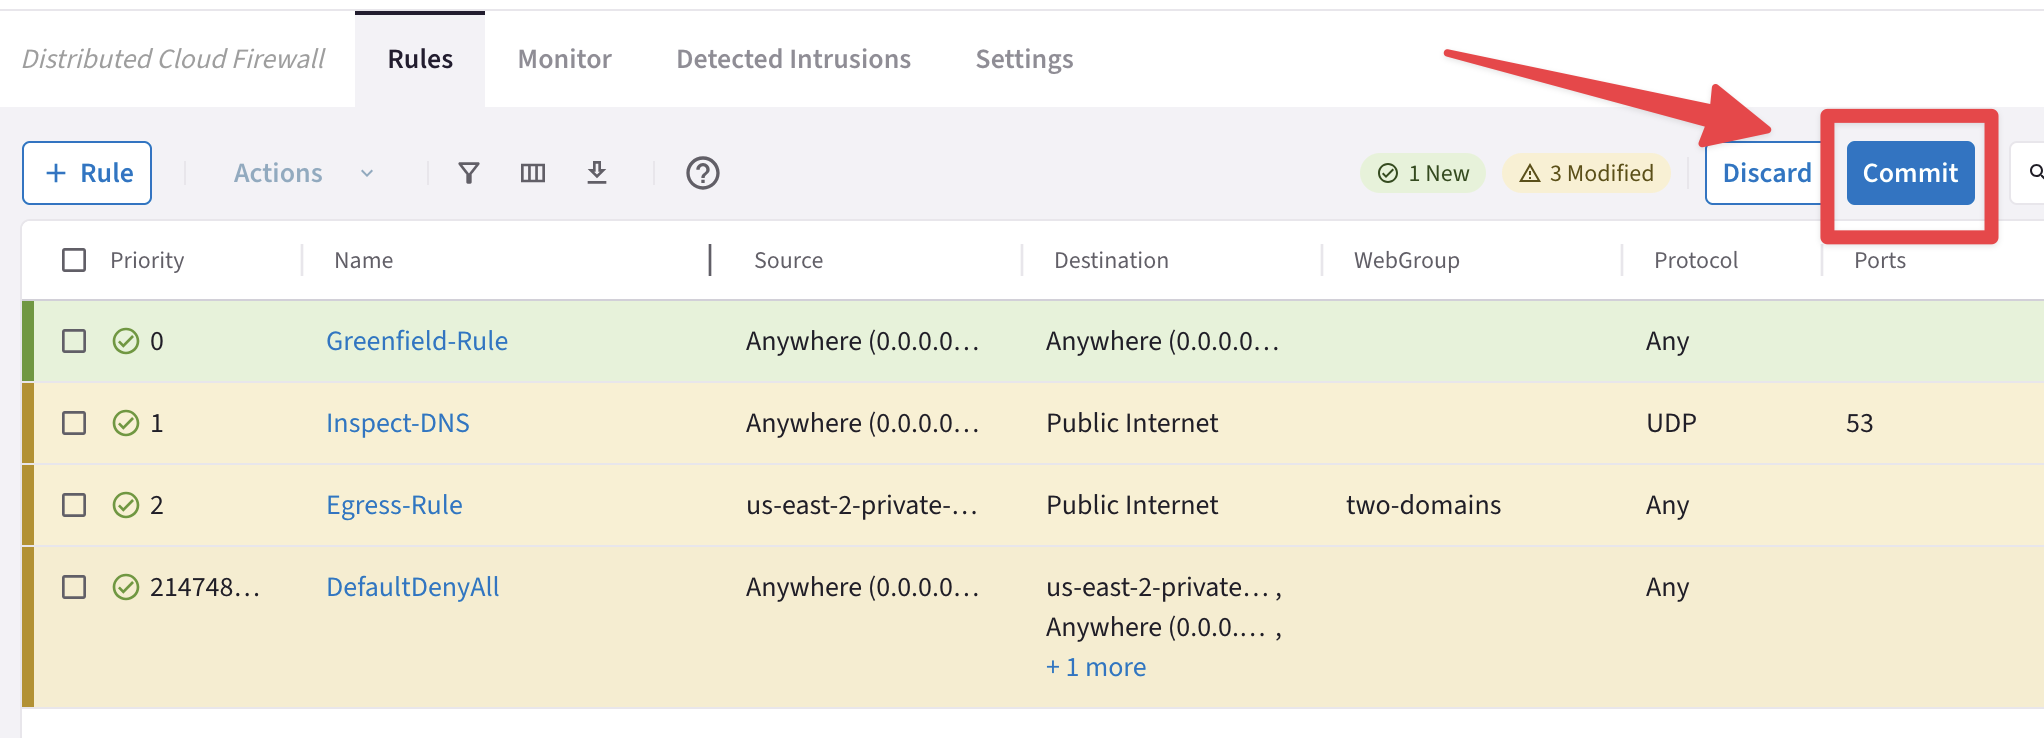 Distributed Cloud Firewall Rules Monitor Detected Intrusions Settings
+ Rule Actions 1 New 3 Modified Discard Commit
Priority Name Source Destination WebGroup Protocol Ports
0 Greenfield-Rule Anywhere (0.0.0.0... Anywhere (0.0.0.0... Any
1 Inspect-DNS Anywhere (0.0.0.0... Public Internet UDP 53
2 Egress-Rule us-east-2-private-... Public Internet two-domains Any
214748... DefaultDenyAll Anywhere (0.0.0.0... us-east-2-private... , Any
Anywhere (0.0.0.... ,
+ 1 more